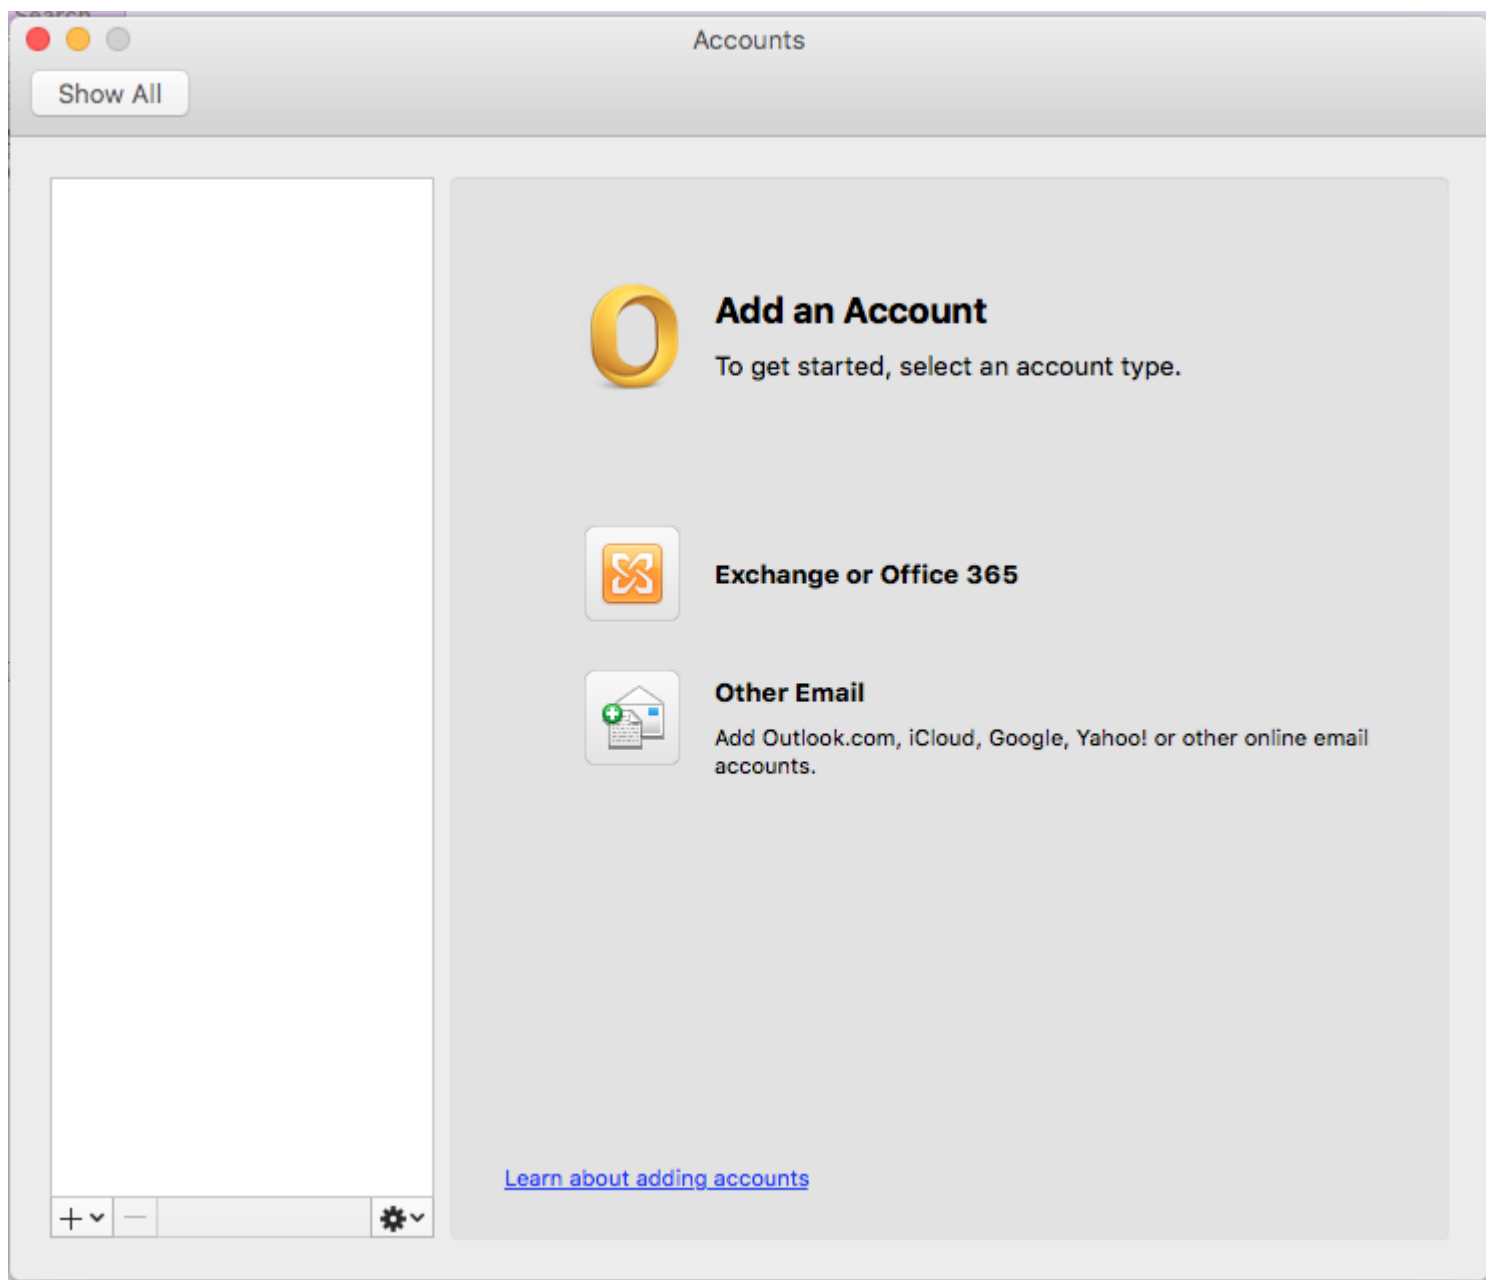 Search
Accounts
Show All
Add an Account
To get started, select an account type.
Exchange or Office 365
Other Email
Add Outlook.com, iCloud, Google, Yahoo! or other online email
accounts.
Learn about adding accounts